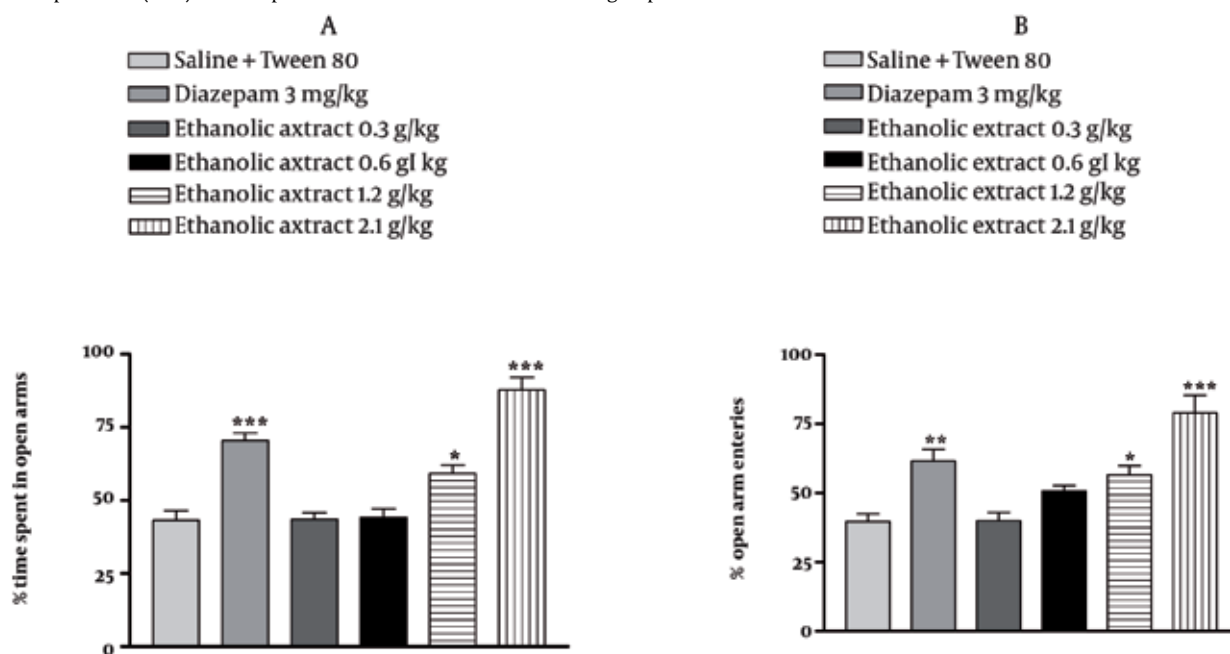 A
Saline + Tween 80
Diazepam 3 mg/kg
Ethanolic axtract 0.3 g/kg
Ethanolic axtract 0.6 gI kg
Ethanolic axtract 1.2 g/kg
Ethanolic axtract 2.1 g/kg
% time spent in open arms
100
75
50
25
0
***
*
***
B
Saline + Tween 80
Diazepam 3 mg/kg
Ethanolic extract 0.3 g/kg
Ethanolic extract 0.6 gI kg
Ethanolic extract 1.2 g/kg
Ethanolic extract 2.1 g/kg
% open arm enteries
100
75
50
25
0
**
*
***